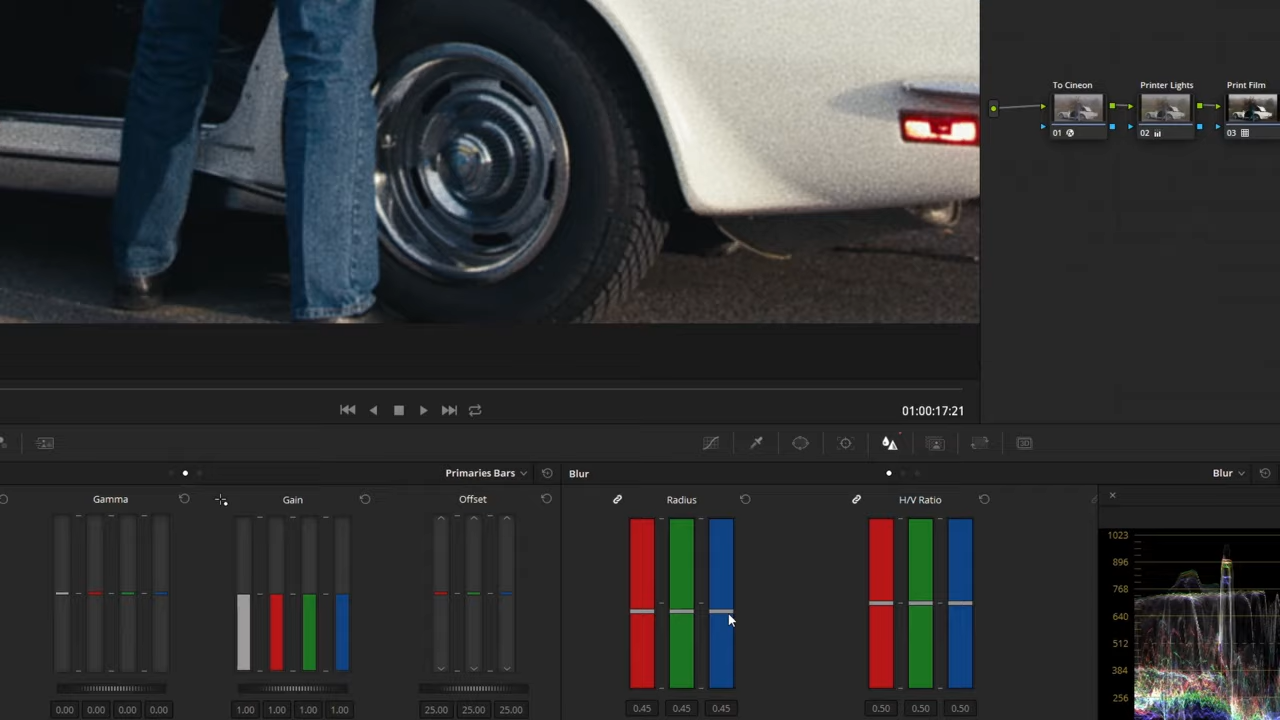 To Cineon
Printer Lights
Print Film
01
02
03
01:00:17:21
Primaries Bars
Blur
Blur
Gamma
Gain
Offset
Radius
H/V Ratio
1023
896
768
640
512
384
256
0.00 0.00 0.00 0.00
1.00 1.00 1.00 1.00
25.00 25.00 25.00
0.45 0.45 0.45
0.50 0.50 0.50